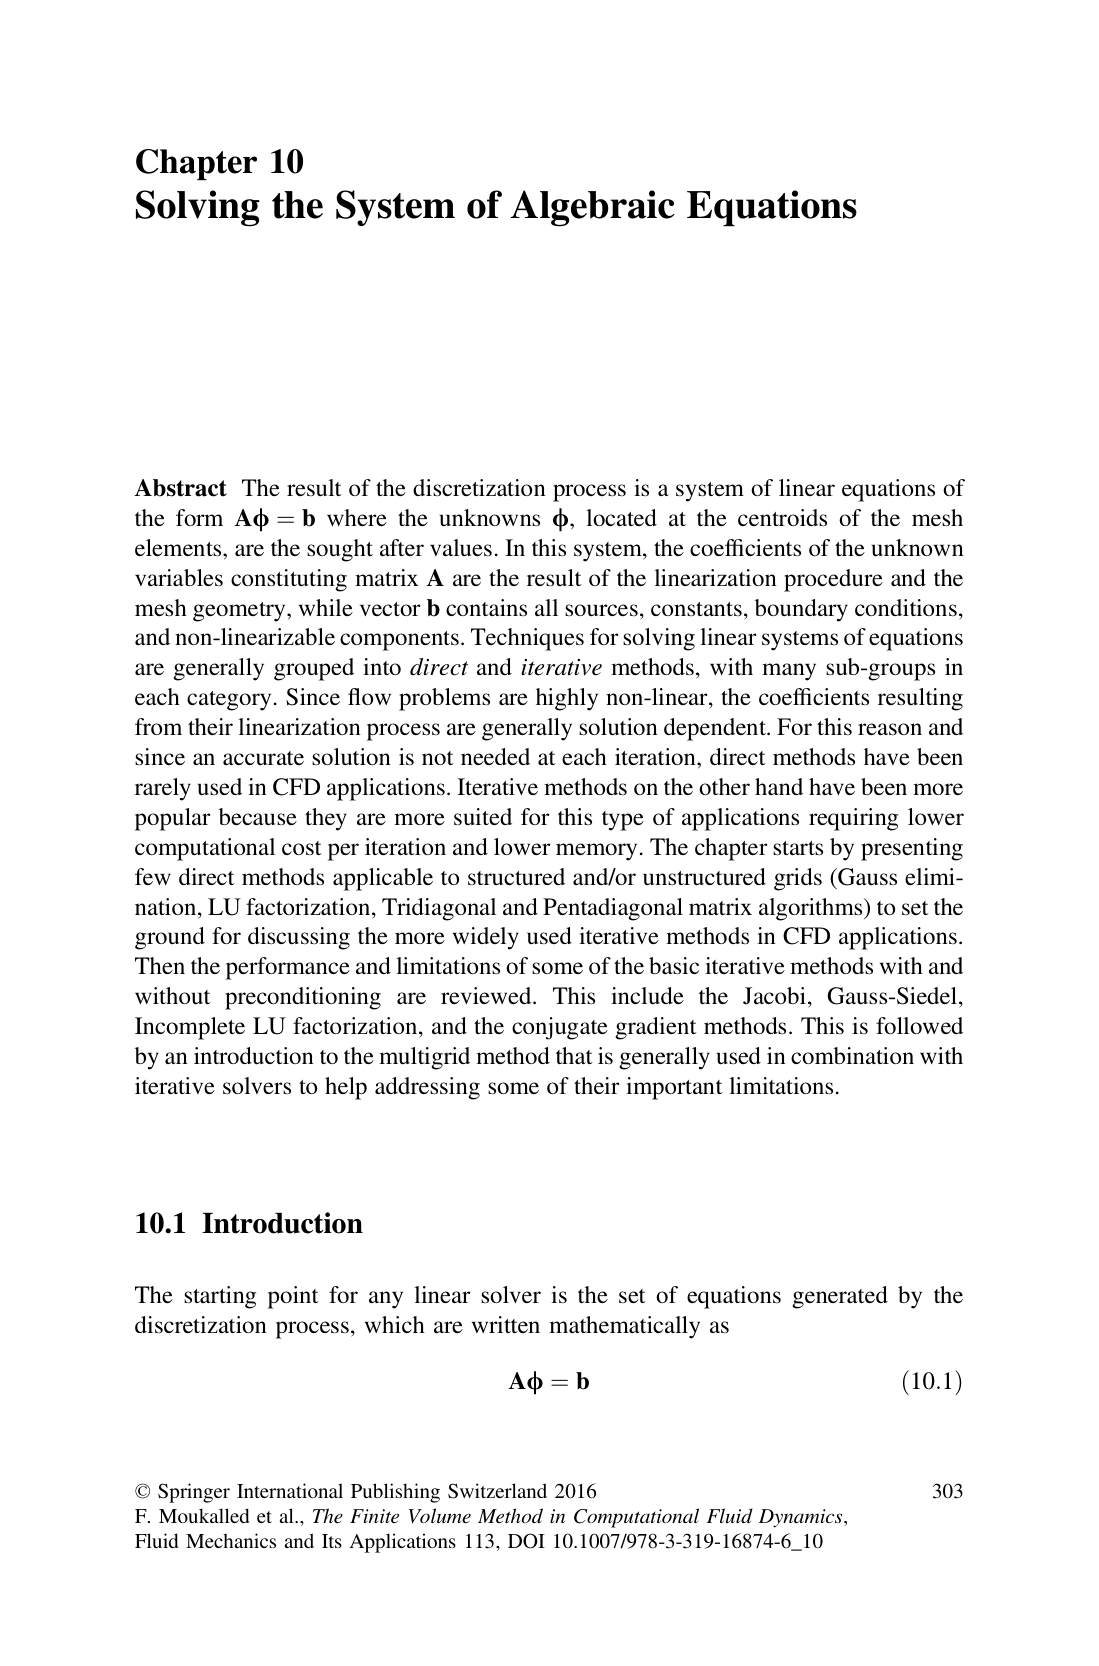 Chapter 10
Solving the System of Algebraic Equations
Abstract The result of the discretization process is a system of linear equations of
the form Aϕ = b where the unknowns ϕ, located at the centroids of the mesh
elements, are the sought after values. In this system, the coefficients of the unknown
variables constituting matrix A are the result of the linearization procedure and the
mesh geometry, while vector b contains all sources, constants, boundary conditions,
and non-linearizable components. Techniques for solving linear systems of equations
are generally grouped into direct and iterative methods, with many sub-groups in
each category. Since flow problems are highly non-linear, the coefficients resulting
from their linearization process are generally solution dependent. For this reason and
since an accurate solution is not needed at each iteration, direct methods have been
rarely used in CFD applications. Iterative methods on the other hand have been more
popular because they are more suited for this type of applications requiring lower
computational cost per iteration and lower memory. The chapter starts by presenting
few direct methods applicable to structured and/or unstructured grids (Gauss elimi-
nation, LU factorization, Tridiagonal and Pentadiagonal matrix algorithms) to set the
ground for discussing the more widely used iterative methods in CFD applications.
Then the performance and limitations of some of the basic iterative methods with and
without preconditioning are reviewed. This include the Jacobi, Gauss-Siedel,
Incomplete LU factorization, and the conjugate gradient methods. This is followed
by an introduction to the multigrid method that is generally used in combination with
iterative solvers to help addressing some of their important limitations.
10.1 Introduction
The starting point for any linear solver is the set of equations generated by the
discretization process, which are written mathematically as
Aϕ = b (10.1)
© Springer International Publishing Switzerland 2016 303
F. Moukalled et al., The Finite Volume Method in Computational Fluid Dynamics,
Fluid Mechanics and Its Applications 113, DOI 10.1007/978-3-319-16874-6_10